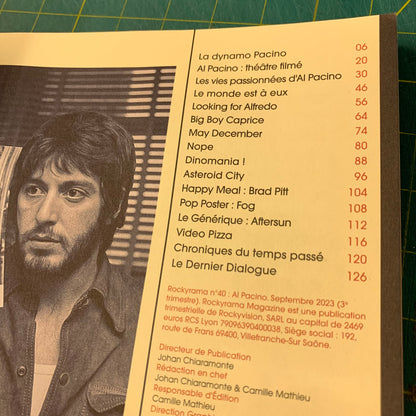 La dynamo Pacino 06
Al Pacino : théâtre filmé 20
Les vies passionnées d'Al Pacino 30
Le monde est à eux 46
Looking for Alfredo 56
Big Boy Caprice 64
May December 74
Nope 80
Dinomania ! 88
Asteroid City 96
Happy Meal : Brad Pitt 104
Pop Poster : Fog 108
Le Générique : Aftersun 112
Video Pizza 116
Chroniques du temps passé 120
Le Dernier Dialogue 126
Rockyrama n°40 : Al Pacino. Septembre 2023 (3e
trimestre). Rockyrama Magazine est une publication
trimestrielle de Rockyvision, SARL au capital de 2469
euros RCS Lyon 79096390400038, Siège social : 192,
route de Frans 69400, Villefranche-Sur Saône.
Directeur de Publication
Johan Chiaramonte
Rédaction en chef
Johan Chiaramonte & Camille Mathieu
Responsable d'Édition
Camille Mathieu
Direction